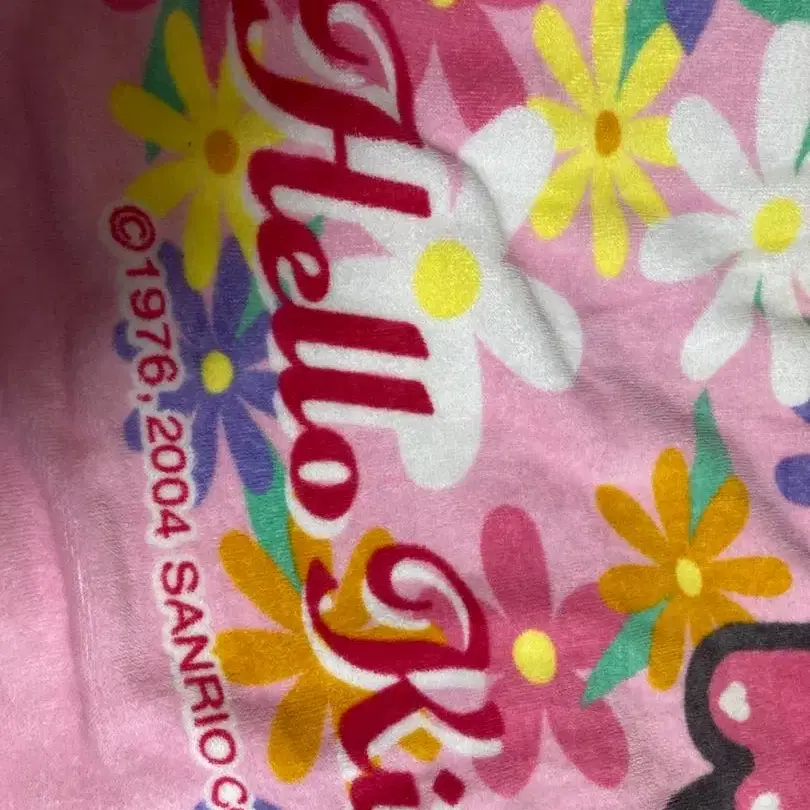 Hello Ki
©1976, 2004 SANRIO C